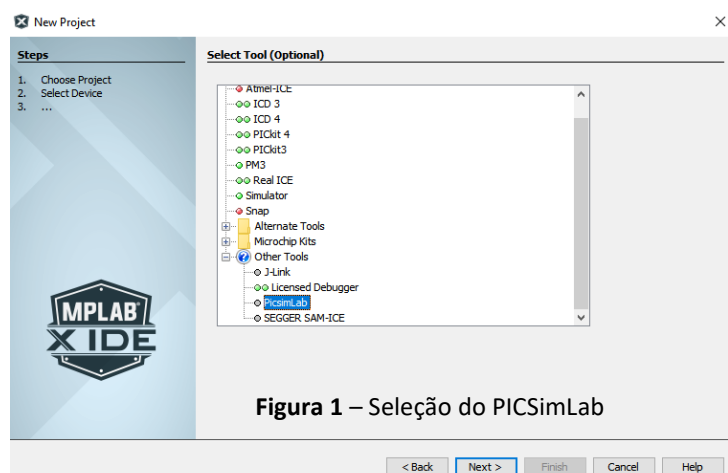 New Project
Steps
1. Choose Project
2. Select Device
3. ...
Select Tool (Optional)
Atmel-ICE
ICD 3
ICD 4
PICkit 4
PICkit3
PM3
Real ICE
Simulator
Snap
Alternate Tools
Microchip Kits
Other Tools
J-Link
Licensed Debugger
PicsimLab
SEGGER SAM-ICE
MPLAB
X IDE
Figura 1 – Seleção do PICSimLab
< Back Next > Finish Cancel Help